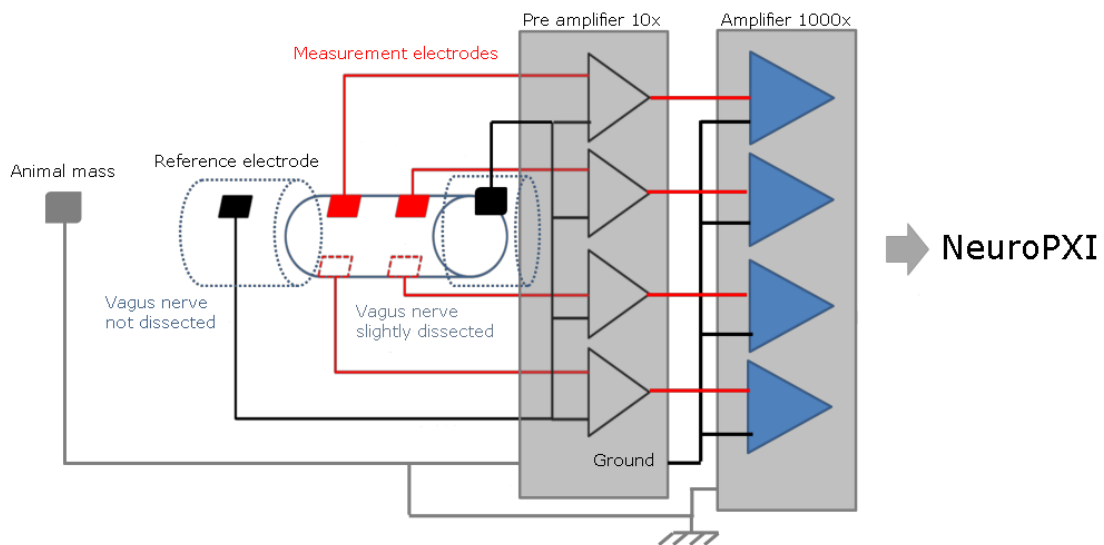 Pre amplifier 10x
Amplifier 1000x
Measurement electrodes
Reference electrode
Animal mass
NeuroPXI
Vagus nerve
not dissected
Vagus nerve
slightly dissected
Ground